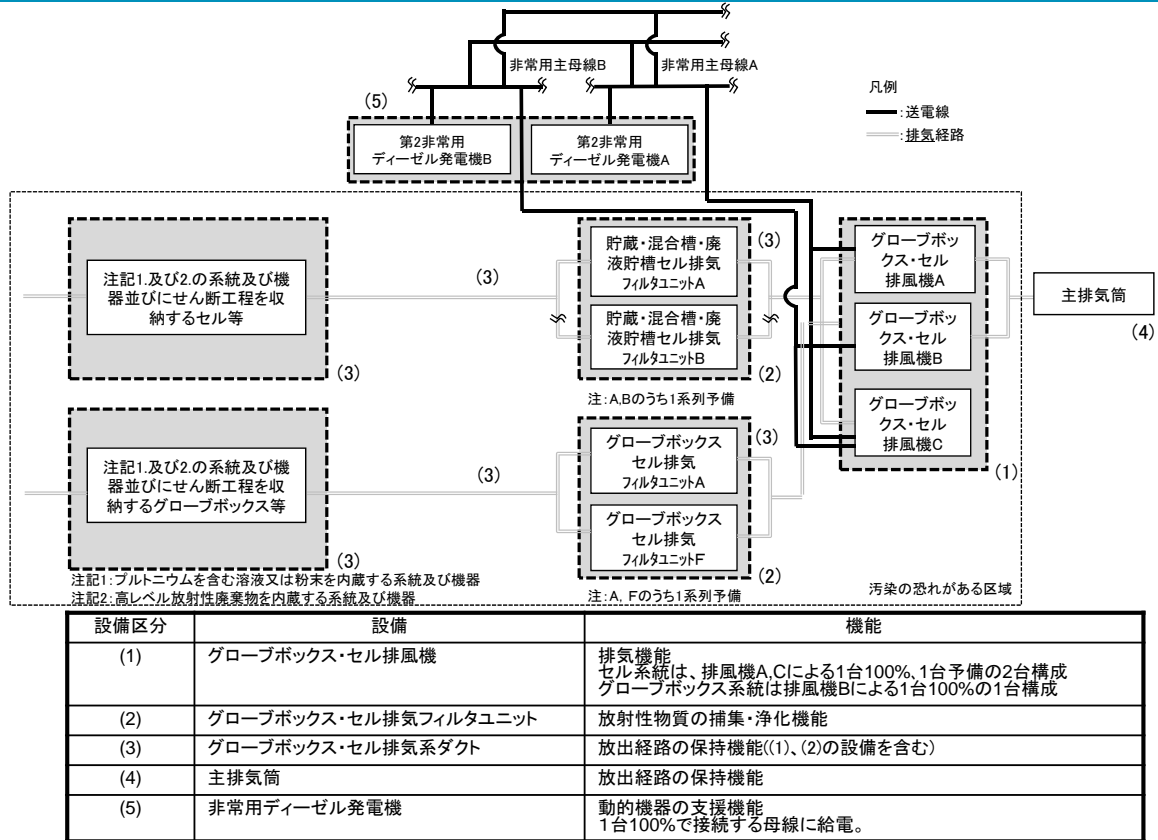 非常用主母線B
非常用主母線A
凡例
:送電線
:排気経路
(5)
第2非常用
ディーゼル発電機B
第2非常用
ディーゼル発電機A
注記1.及び2.の系統及び機
器並びにせん断工程を収
納するセル等
(3)
(3)
貯蔵・混合槽・廃
液貯槽セル排気
フィルタユニットA
(3)
貯蔵・混合槽・廃
液貯槽セル排気
フィルタユニットB
(2)
注:A,Bのうち1系列予備
グローブボッ
クス・セル
排風機A
グローブボッ
クス・セル
排風機B
グローブボッ
クス・セル
排風機C
(1)
主排気筒
(4)
注記1.及び2.の系統及び機
器並びにせん断工程を収
納するグローブボックス等
(3)
(3)
グローブボックス
セル排気
フィルタユニットA
(3)
グローブボックス
セル排気
フィルタユニットF
(2)
注:A, Fのうち1系列予備
注記1:プルトニウムを含む溶液又は粉末を内蔵する系統及び機器
注記2:高レベル放射性廃棄物を内蔵する系統及び機器
汚染の恐れがある区域
設備区分 設備 機能
(1) グローブボックス・セル排風機 排気機能
セル系統は、排風機A,Cによる1台100%、1台予備の2台構成
グローブボックス系統は排風機Bによる1台100%の1台構成
(2) グローブボックス・セル排気フィルタユニット 放射性物質の捕集・浄化機能
(3) グローブボックス・セル排気系ダクト 放出経路の保持機能((1)、(2)の設備を含む)
(4) 主排気筒 放出経路の保持機能
(5) 非常用ディーゼル発電機 動的機器の支援機能
1台100%で接続する母線に給電。